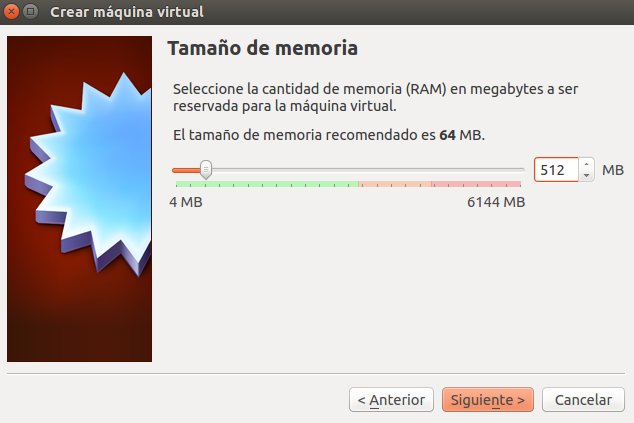 Crear máquina virtual
Tamaño de memoria
Seleccione la cantidad de memoria (RAM) en megabytes a ser
reservada para la máquina virtual.
El tamaño de memoria recomendado es 64 MB.
512 MB
4 MB 6144 MB
< Anterior Siguiente > Cancelar